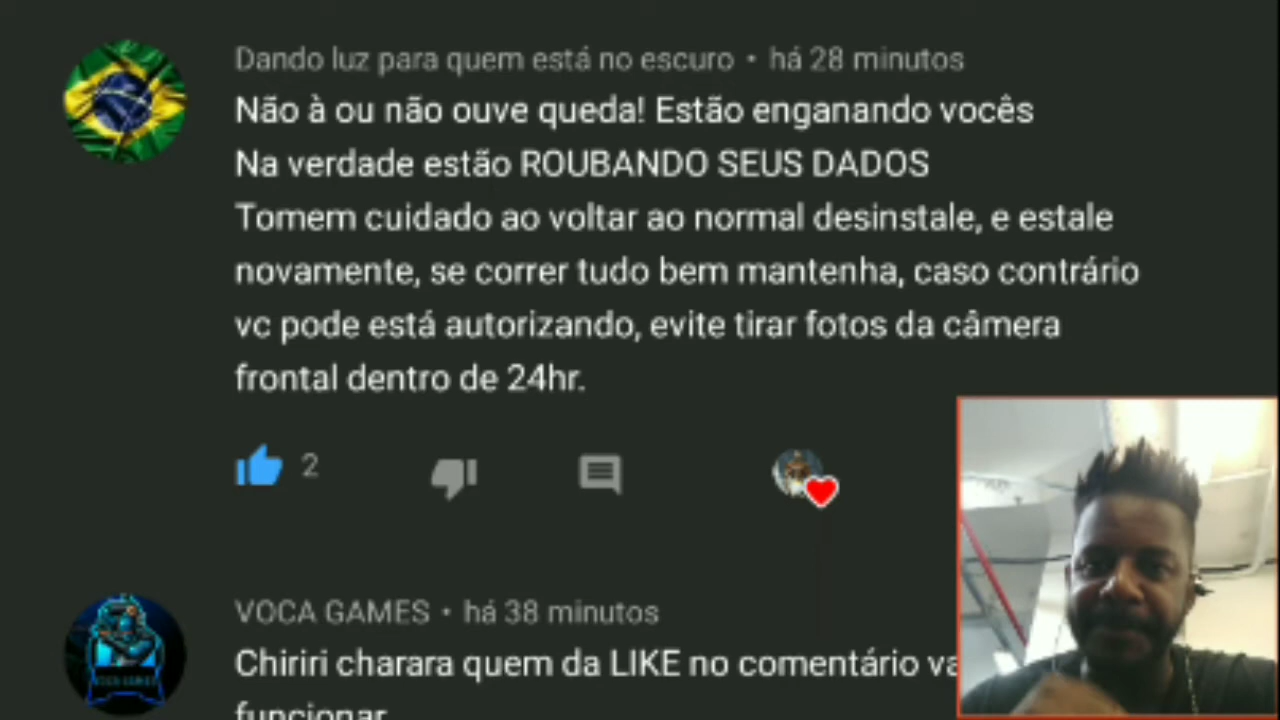 Dando luz para quem está no escuro • há 28 minutos
Não à ou não ouve queda! Estão enganando vocês
Na verdade estão ROUBANDO SEUS DADOS
Tomem cuidado ao voltar ao normal desinstale, e estale
novamente, se correr tudo bem mantenha, caso contrário
vc pode está autorizando, evite tirar fotos da câmera
frontal dentro de 24hr.
2
VOCA GAMES • há 38 minutos
Chiriri charara quem da LIKE no comentário
funcionar